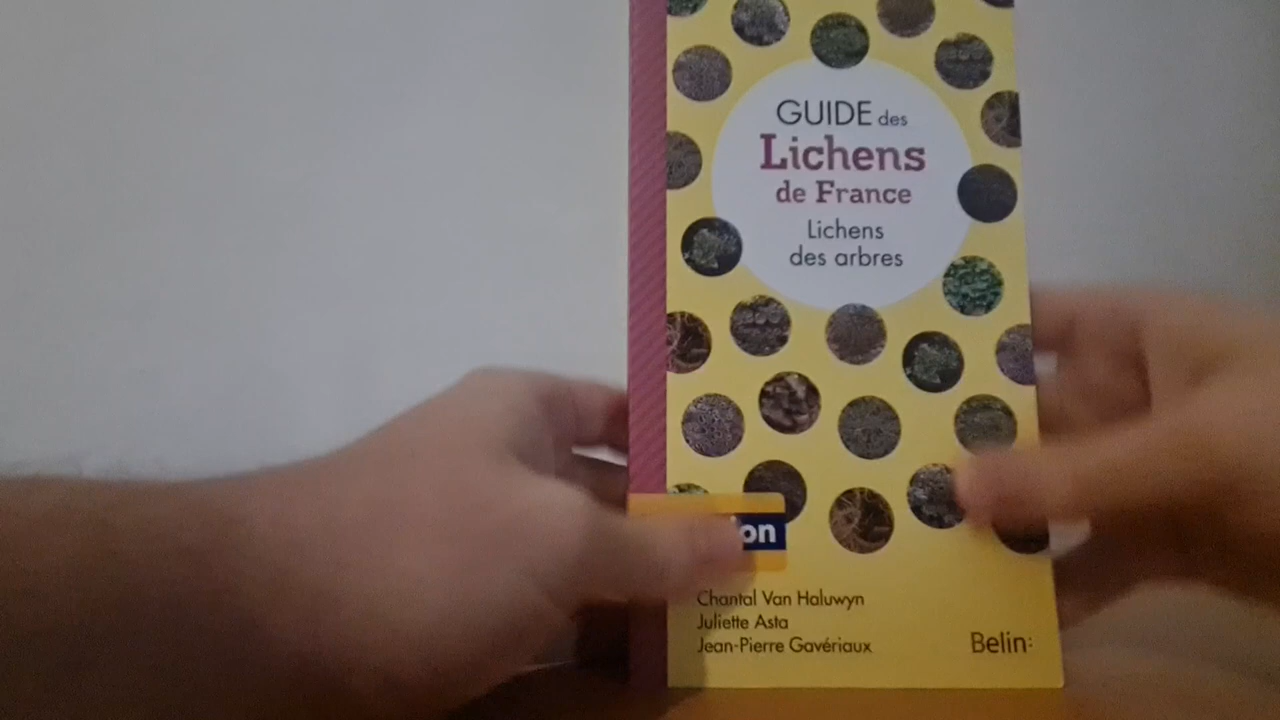 GUIDE des
Lichens
de France
Lichens
des arbres
Chantal Van Haluwyn
Juliette Asta
Jean-Pierre Gavériaux
Belin: